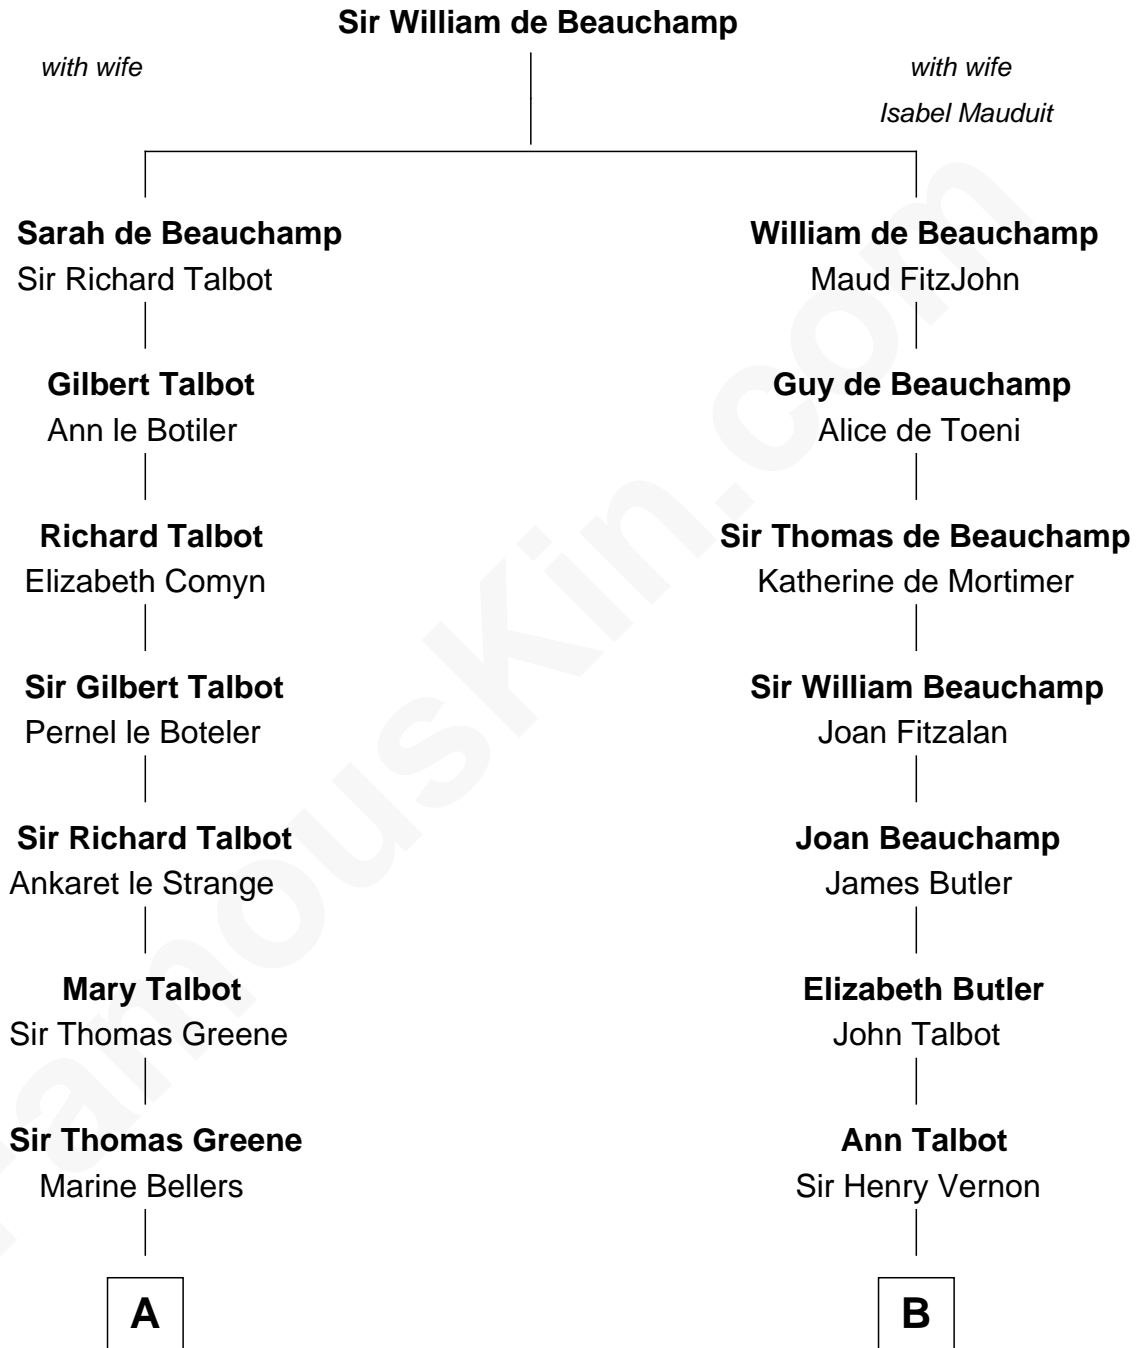 Sir William de Beauchamp
with wife
with wife
Isabel Mauduit
Sarah de Beauchamp
Sir Richard Talbot
William de Beauchamp
Maud FitzJohn
Gilbert Talbot
Ann le Botiler
Guy de Beauchamp
Alice de Toeni
Richard Talbot
Elizabeth Comyn
Sir Thomas de Beauchamp
Katherine de Mortimer
Sir Gilbert Talbot
Pernel le Boteler
Sir William Beauchamp
Joan Fitzalan
Sir Richard Talbot
Ankaret le Strange
Joan Beauchamp
James Butler
Mary Talbot
Sir Thomas Greene
Elizabeth Butler
John Talbot
Sir Thomas Greene
Marine Bellers
Ann Talbot
Sir Henry Vernon
A
B
FamousKin.com